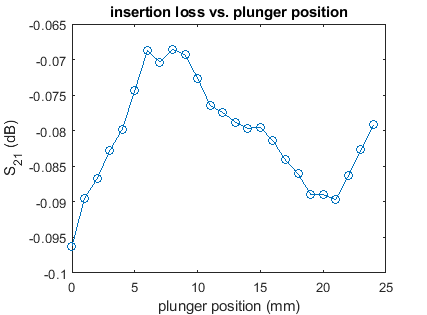 insertion loss vs. plunger position
-0.065
-0.07
-0.075
-0.08
-0.085
-0.09
-0.095
-0.1
S21 (dB)
0 5 10 15 20 25
plunger position (mm)